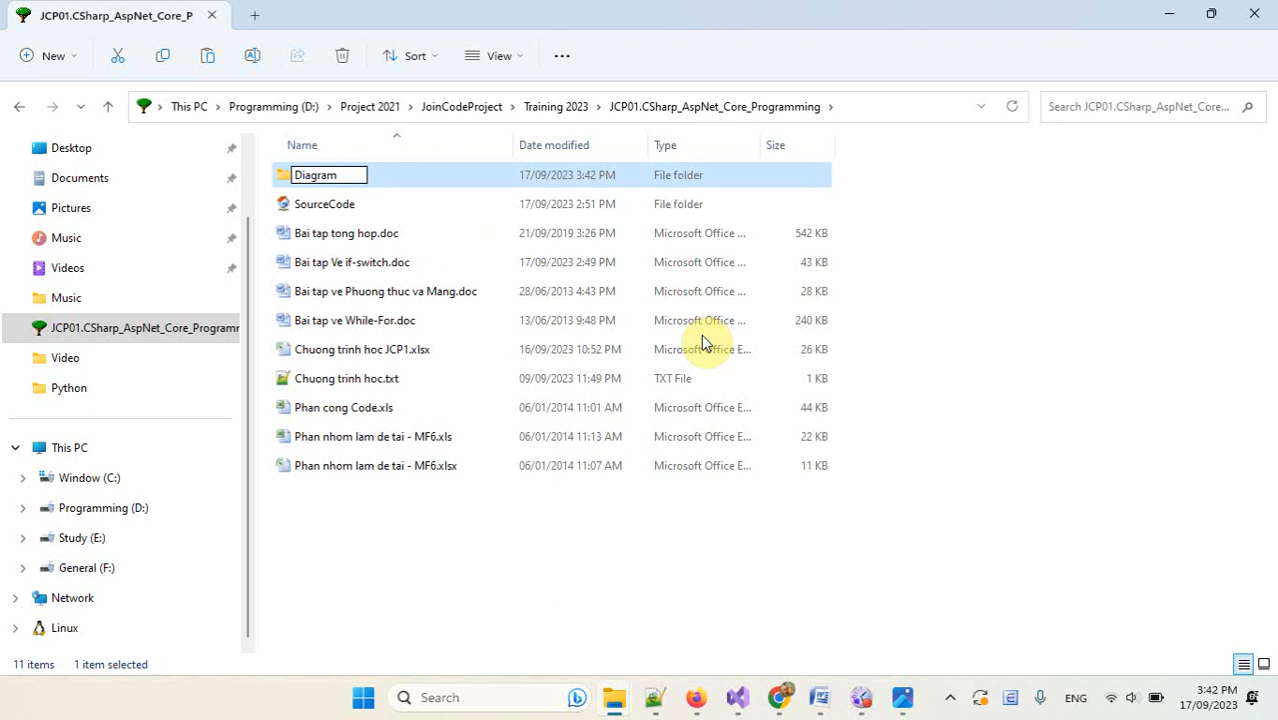 JCP01.CSharp_AspNet_Core_P
New Sort View
This PC Programming (D:) Project 2021 JoinCodeProject Training 2023 JCP01.CSharp_AspNet_Core_Programming Search JCP01.CSharp_AspNet_Core...
Name Date modified Type Size
Desktop
Documents
Pictures
Music
Videos
Music
JCP01.CSharp_AspNet_Core_Programm
Video
Python
This PC
Window (C:)
Programming (D:)
Study (E:)
General (F:)
Network
Linux
Diagram 17/09/2023 3:42 PM File folder
SourceCode 17/09/2023 2:51 PM File folder
Bai tap tong hop.doc 21/09/2019 3:26 PM Microsoft Office ... 542 KB
Bai tap Ve if-switch.doc 17/09/2023 2:49 PM Microsoft Office ... 43 KB
Bai tap ve Phuong thuc va Mang.doc 28/06/2013 4:43 PM Microsoft Office ... 28 KB
Bai tap ve While-For.doc 13/06/2013 9:48 PM Microsoft Office ... 240 KB
Chuong trinh hoc JCP1.xlsx 16/09/2023 10:52 PM Microsoft Office E... 26 KB
Chuong trinh hoc.txt 09/09/2023 11:49 PM TXT File 1 KB
Phan cong Code.xls 06/01/2014 11:01 AM Microsoft Office E... 44 KB
Phan nhom lam de tai - MF6.xls 06/01/2014 11:13 AM Microsoft Office E... 22 KB
Phan nhom lam de tai - MF6.xlsx 06/01/2014 11:07 AM Microsoft Office E... 11 KB
11 items 1 item selected
Search ENG 3:42 PM
17/09/2023